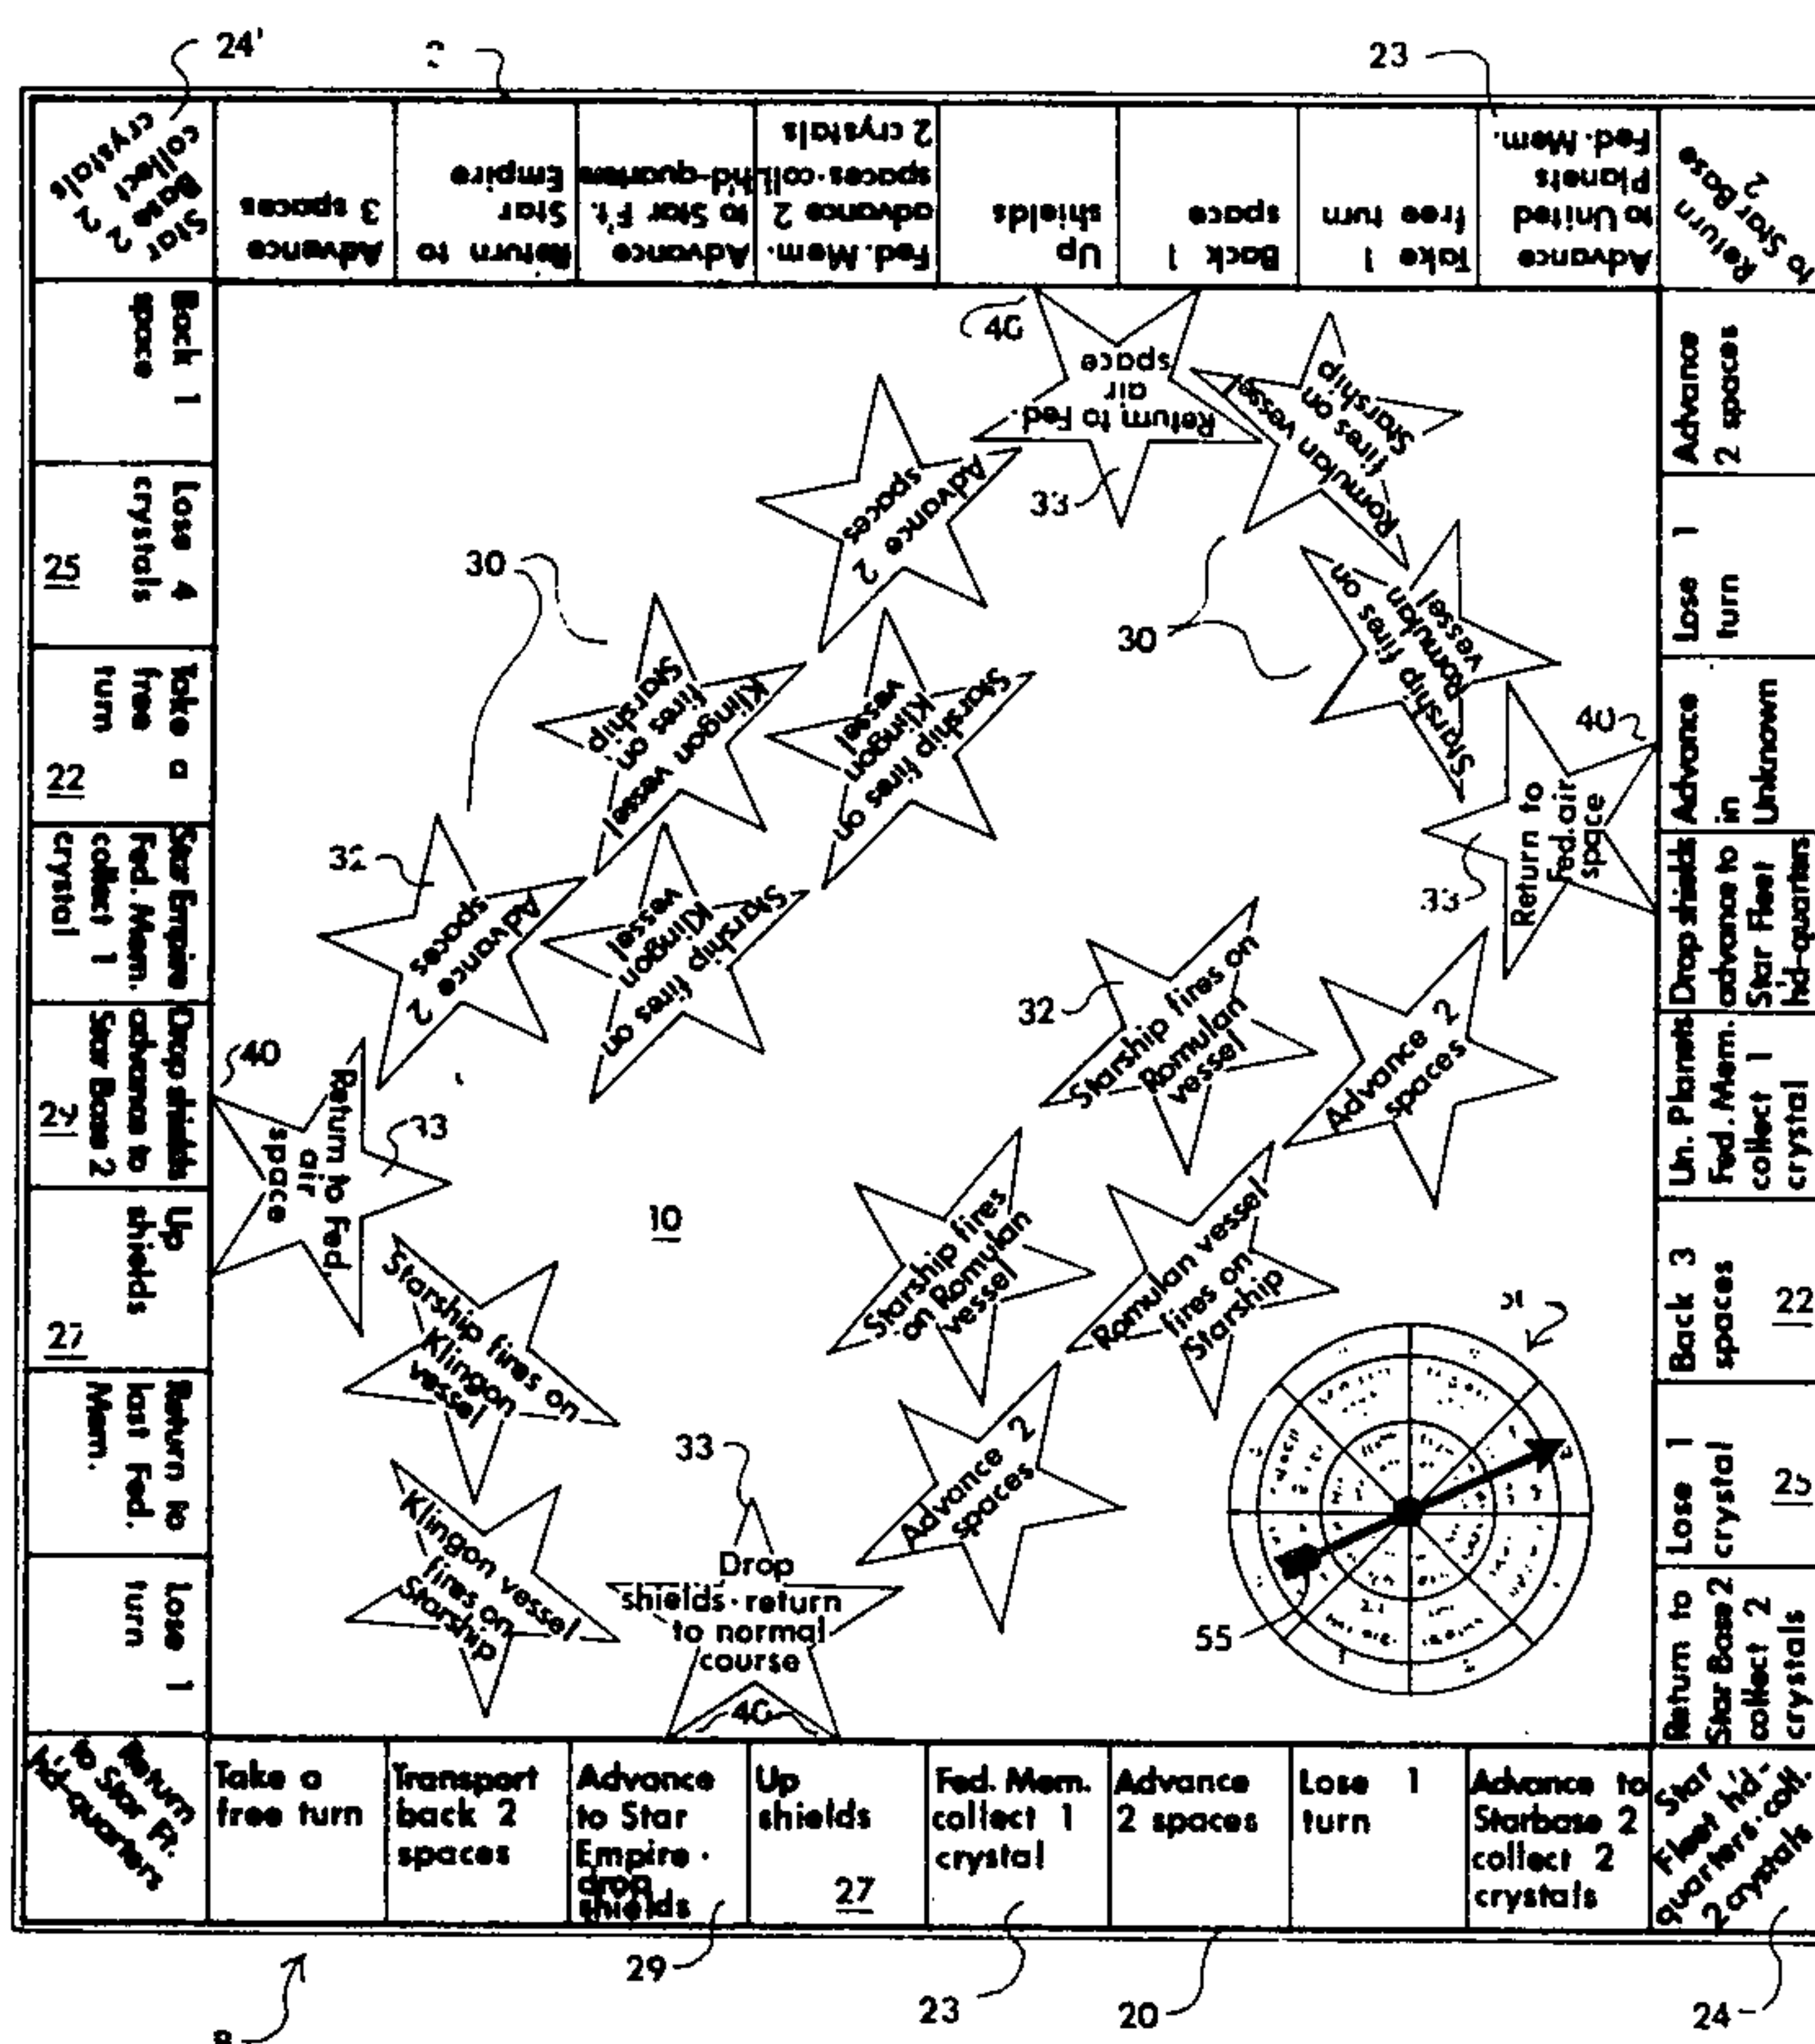 24'
23
Star
Base 2
collect 2
crystals
Advance
3 spaces
Return to
Star
Empire
Advance
to Star Ft.
hd-quarters
Fed. Mem.
advance 2
spaces·coll.
2 crystals
Up
shields
Back 1
space
Take 1
free turn
Advance
to United
Planets
Fed. Mem.
Return
to Star Base
2
Back 1
space
Lose 4
crystals
25
Take a
free
turn
22
Star Empire
Fed. Mem.
collect 1
crystal
Drop shields
advance to
Star Base 2
29
Up
shields
27
Return to
last Fed.
Mem.
Lose 1
turn
Return
to Star Ft.
hd-quarters
Advance
2 spaces
Lose 1
turn
Advance
in
Unknown
Drop shields
advance to
Star Fleet
hd-quarters
Un. Planets
Fed. Mem.
collect 1
crystal
Back 3
spaces
22
Lose 1
crystal
25
Return to
Star Base 2
collect 2
crystals
40
Return to Fed.
air
space
33
Romulan vessel
fires on
Starship
30
Starship fires on
Romulan
vessel
30
Advance 2
spaces
Klingon vessel
fires on
Starship
Starship fires on
Klingon
vessel
40
Return to
Fed. air
space
33
32
Advance 2
spaces
Starship fires on
Klingon
vessel
32
Starship fires on
Romulan
vessel
Advance 2
spaces
40
Return to Fed.
air
space
33
10
Starship fires
on Romulan
vessel
Romulan vessel
fires on
Starship
Starship fires on
Klingon
vessel
Klingon vessel
fires on
Starship
33
Advance 2
spaces
Drop
shields·return
to normal
course
40
55
Take a
free turn
Transport
back 2
spaces
Advance
to Star
Empire·
drop
shields
Up
shields
27
Fed. Mem.
collect 1
crystal
Advance
2 spaces
Lose 1
turn
Advance to
Starbase 2
collect 2
crystals
Star
Fleet hd-
quarters·coll.
2 crystals
29
23
20
24
8